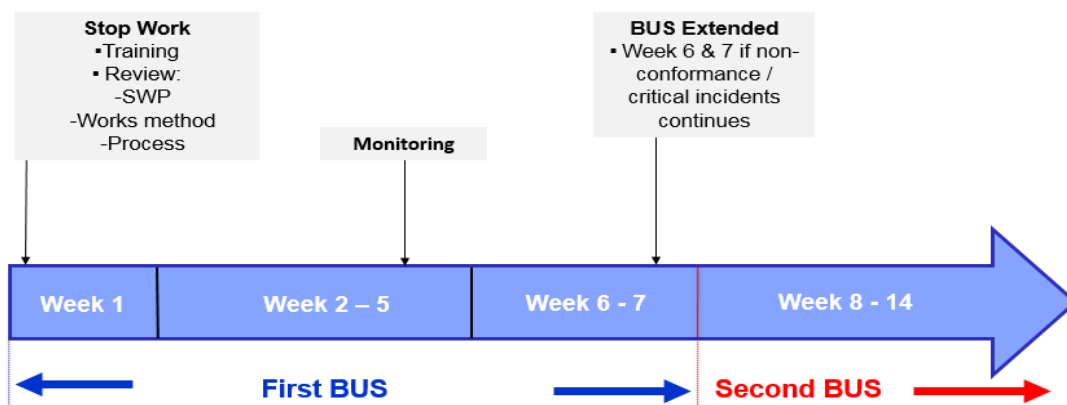 Stop Work
▪Training
▪ Review:
-SWP
-Works method
-Process
Monitoring
BUS Extended
▪ Week 6 & 7 if non-
conformance /
critical incidents
continues
Week 1
Week 2 – 5
Week 6 - 7
Week 8 - 14
First BUS
Second BUS